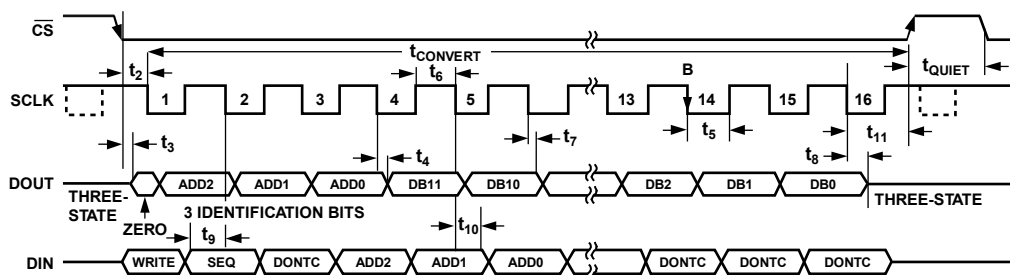 CS
tCONVERT
t2
t6
B
tQUIET
SCLK
1 2 3 4 5 13 14 15 16
t3
t4
t7
t5
t8
t11
DOUT
ADD2 ADD1 ADD0 DB11 DB10 DB2 DB1 DB0
THREE-
STATE
THREE-STATE
ZERO
3 IDENTIFICATION BITS
t9
t10
DIN
WRITE SEQ DONTC ADD2 ADD1 ADD0 DONTC DONTC DONTC